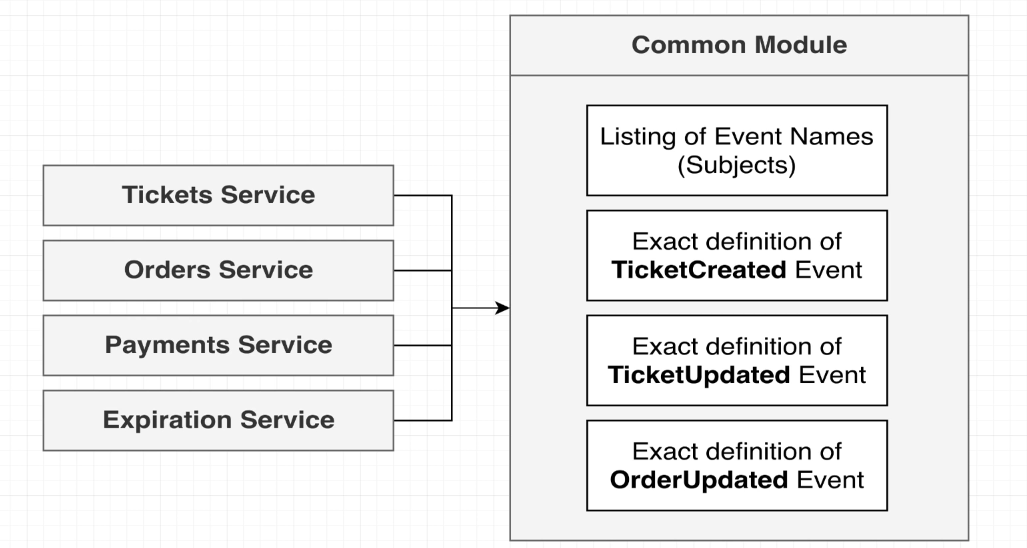 Common Module
Listing of Event Names
(Subjects)
Tickets Service
Exact definition of
TicketCreated Event
Orders Service
Payments Service
Exact definition of
TicketUpdated Event
Expiration Service
Exact definition of
OrderUpdated Event